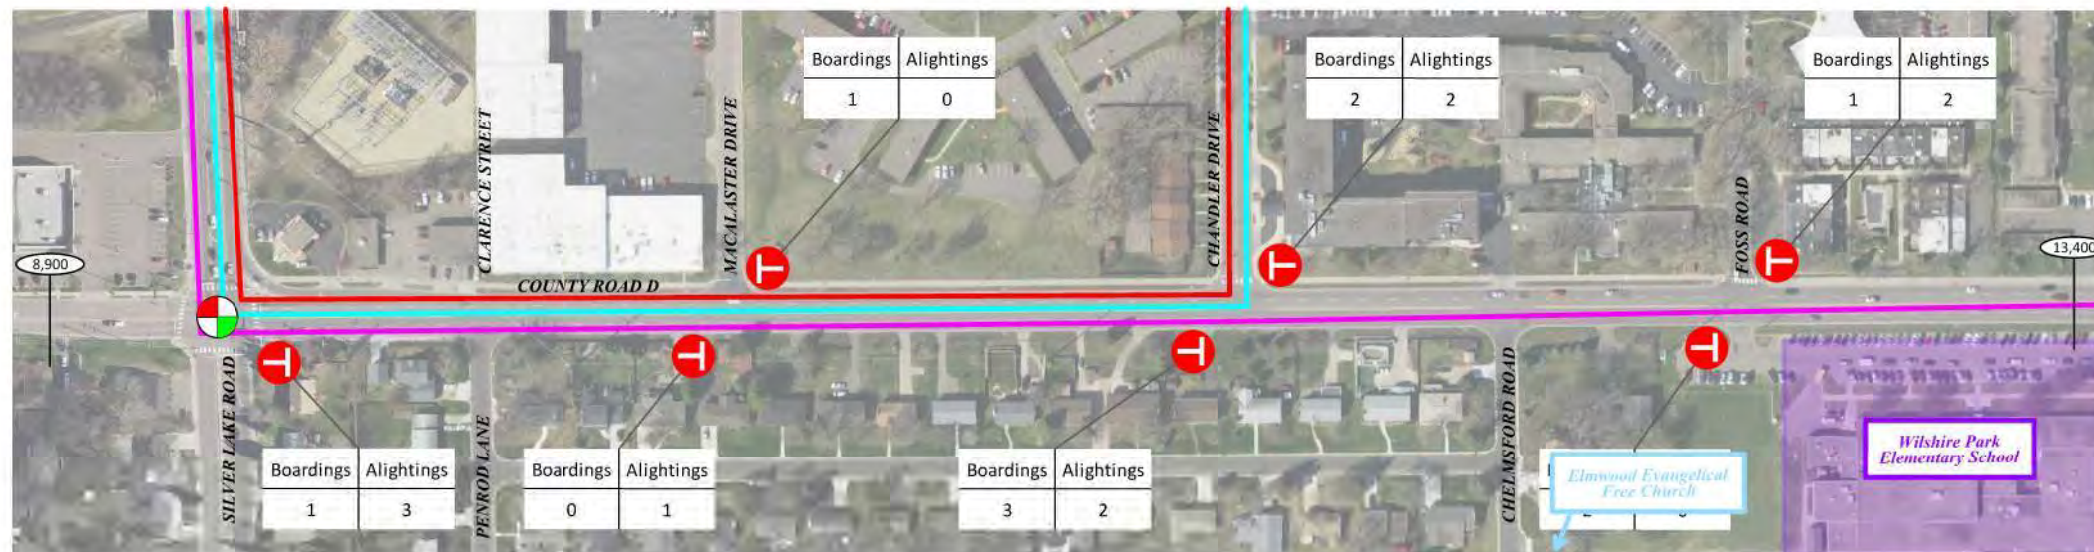 Boardings Alightings
1 0
Boardings Alightings
2 2
Boardings Alightings
1 2
CLARENCE STREET
MACALASTER DRIVE
CHANDLER DRIVE
FOSS ROAD
8,900
13,400
COUNTY ROAD D
SILVER LAKE ROAD
PENROD LANE
CHELMSFORD ROAD
Boardings Alightings
1 3
Boardings Alightings
0 1
Boardings Alightings
3 2
Elmwood Evangelical
Free Church
Wilshire Park
Elementary School